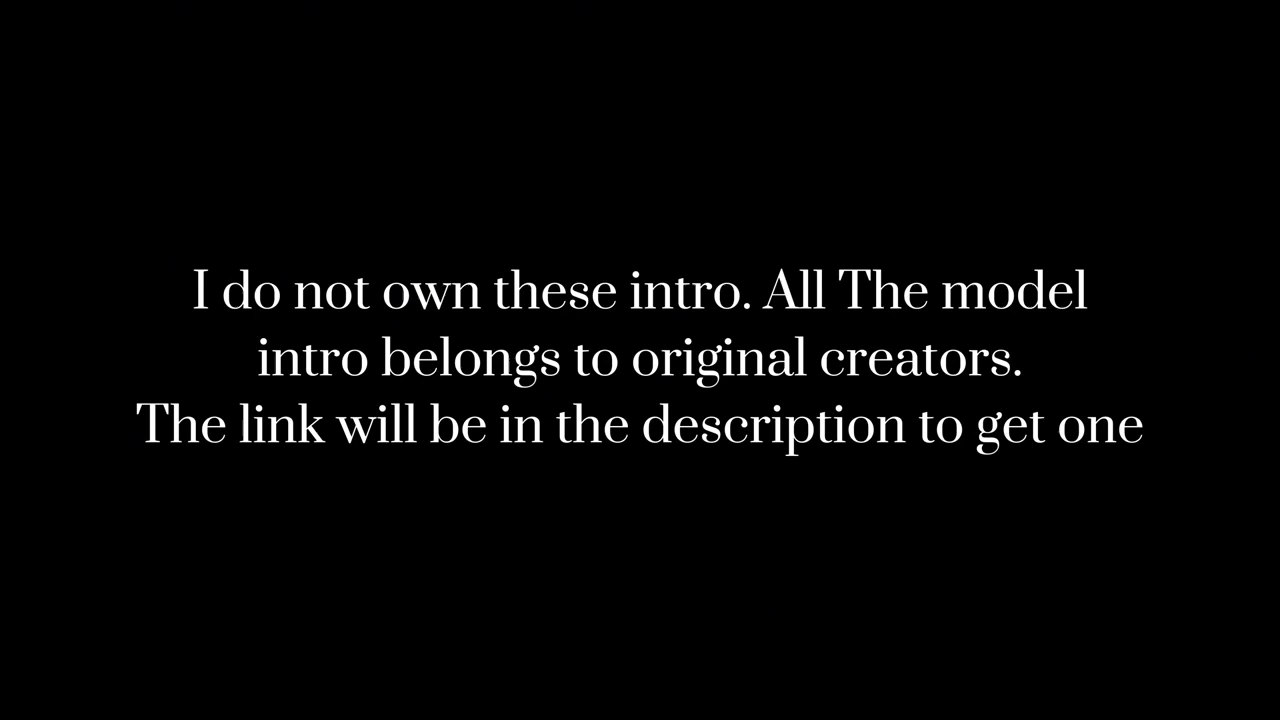 I do not own these intro. All The model
intro belongs to original creators.
The link will be in the description to get one